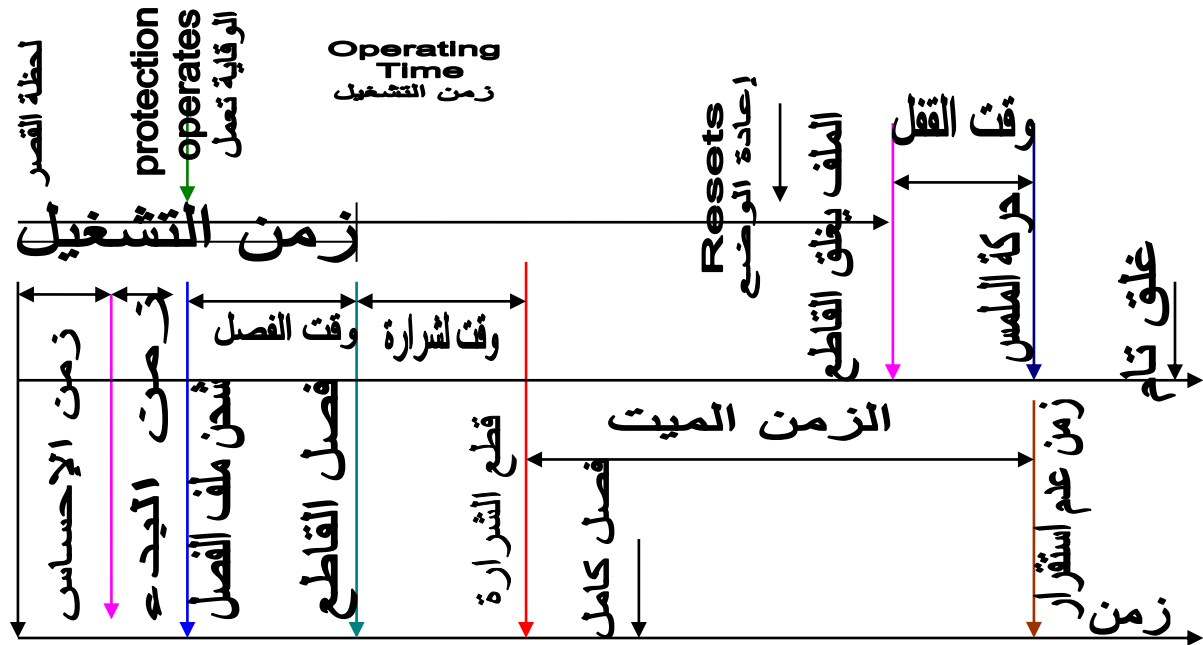 لحظة القصر
protection
operates
الوقاية تعمل
Operating
Time
زمن التشغيل
Resets
إعادة الوضع
الملف يغلق القاطع
وقت القفل
حركة الملمس
غلق تام
زمن التشغيل
وقت الفصل
وقت لشرارة
زمن الإحساس
زمت البدء
شحن ملف الفصل
فصل القاطع
قطع الشرارة
الزمن الميت
فصل كامل
زمن عدم استقرار
زمن